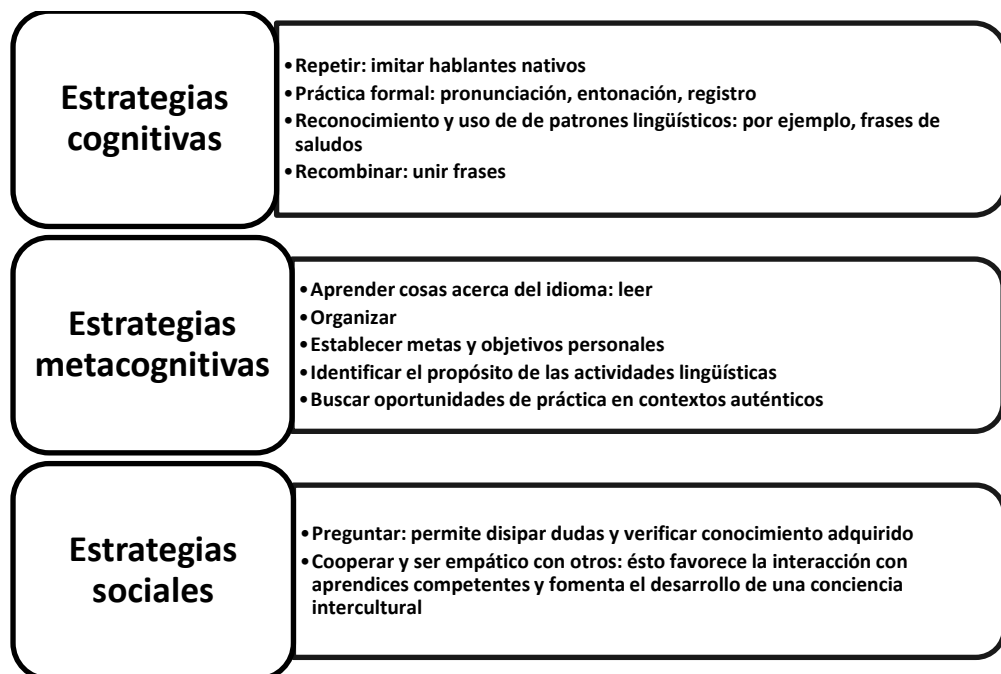 Estrategias
cognitivas
•Repetir: imitar hablantes nativos
•Práctica formal: pronunciación, entonación, registro
•Reconocimiento y uso de de patrones lingüísticos: por ejemplo, frases de
saludos
•Recombinar: unir frases
Estrategias
metacognitivas
•Aprender cosas acerca del idioma: leer
•Organizar
•Establecer metas y objetivos personales
•Identificar el propósito de las actividades lingüísticas
•Buscar oportunidades de práctica en contextos auténticos
Estrategias
sociales
•Preguntar: permite disipar dudas y verificar conocimiento adquirido
•Cooperar y ser empático con otros: ésto favorece la interacción con
aprendices competentes y fomenta el desarrollo de una conciencia
intercultural